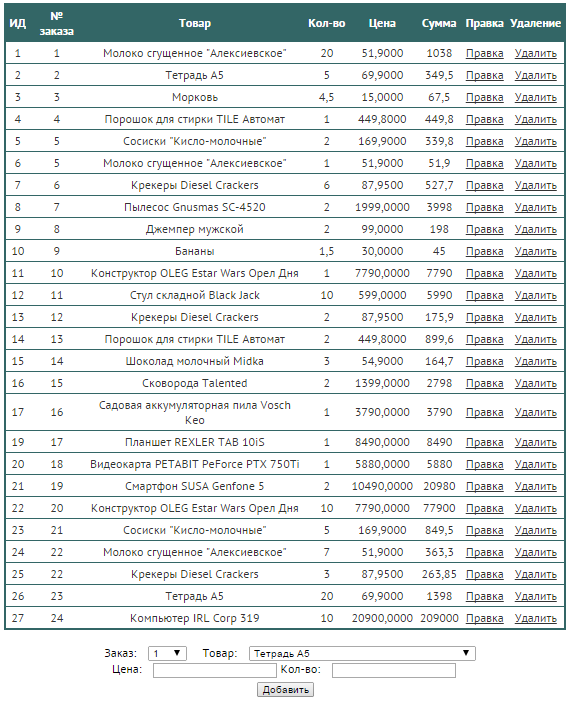 ИД № заказа Товар Кол-во Цена Сумма Правка Удаление
1 1 Молоко сгущенное "Алексиевское" 20 51,9000 1038 Правка Удалить
2 2 Тетрадь А5 5 69,9000 349,5 Правка Удалить
3 3 Морковь 4,5 15,0000 67,5 Правка Удалить
4 4 Порошок для стирки TILE Автомат 1 449,8000 449,8 Правка Удалить
5 5 Сосиски "Кисло-молочные" 2 169,9000 339,8 Правка Удалить
6 5 Молоко сгущенное "Алексиевское" 1 51,9000 51,9 Правка Удалить
7 6 Крекеры Diesel Crackers 6 87,9500 527,7 Правка Удалить
8 7 Пылесос Gnusmas SC-4520 2 1999,0000 3998 Правка Удалить
9 8 Джемпер мужской 2 99,0000 198 Правка Удалить
10 9 Бананы 1,5 30,0000 45 Правка Удалить
11 10 Конструктор OLEG Estar Wars Орел Дня 1 7790,0000 7790 Правка Удалить
12 11 Стул складной Black Jack 10 599,0000 5990 Правка Удалить
13 12 Крекеры Diesel Crackers 2 87,9500 175,9 Правка Удалить
14 13 Порошок для стирки TILE Автомат 2 449,8000 899,6 Правка Удалить
15 14 Шоколад молочный Midka 3 54,9000 164,7 Правка Удалить
16 15 Сковорода Talented 2 1399,0000 2798 Правка Удалить
17 16 Садовая аккумуляторная пила Vosch Кео 1 3790,0000 3790 Правка Удалить
19 17 Планшет REXLER TAB 10iS 1 8490,0000 8490 Правка Удалить
20 18 Видеокарта PETABIT PeForce PTX 750Ti 1 5880,0000 5880 Правка Удалить
21 19 Смартфон SUSA Genfone 5 2 10490,0000 20980 Правка Удалить
22 20 Конструктор OLEG Estar Wars Орел Дня 10 7790,0000 77900 Правка Удалить
23 21 Сосиски "Кисло-молочные" 5 169,9000 849,5 Правка Удалить
24 22 Молоко сгущенное "Алексиевское" 7 51,9000 363,3 Правка Удалить
25 22 Крекеры Diesel Crackers 3 87,9500 263,85 Правка Удалить
26 23 Тетрадь А5 20 69,9000 1398 Правка Удалить
27 24 Компьютер IRL Corp 319 10 20900,0000 209000 Правка Удалить
Заказ: 1 Товар: Тетрадь А5
Цена: Кол-во:
Добавить